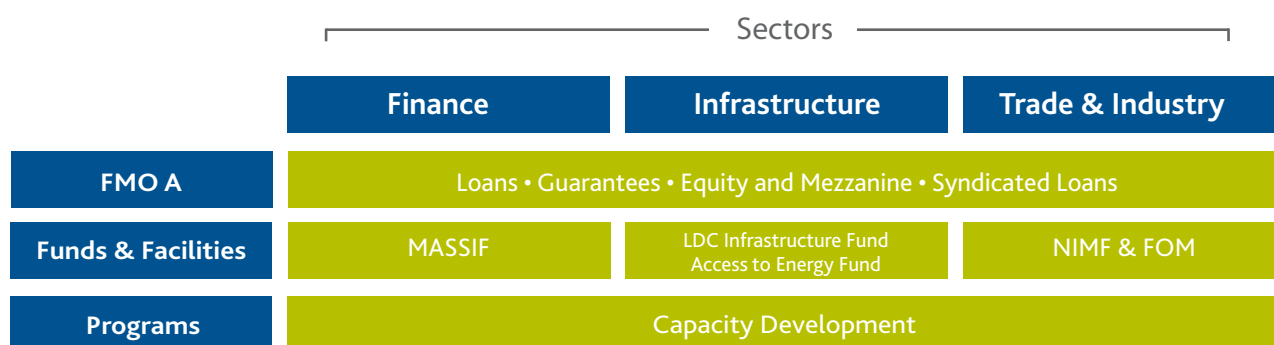 Sectors
Finance
Infrastructure
Trade & Industry
FMO A
Loans • Guarantees • Equity and Mezzanine • Syndicated Loans
Funds & Facilities
MASSIF
LDC Infrastructure Fund
Access to Energy Fund
NIMF & FOM
Programs
Capacity Development